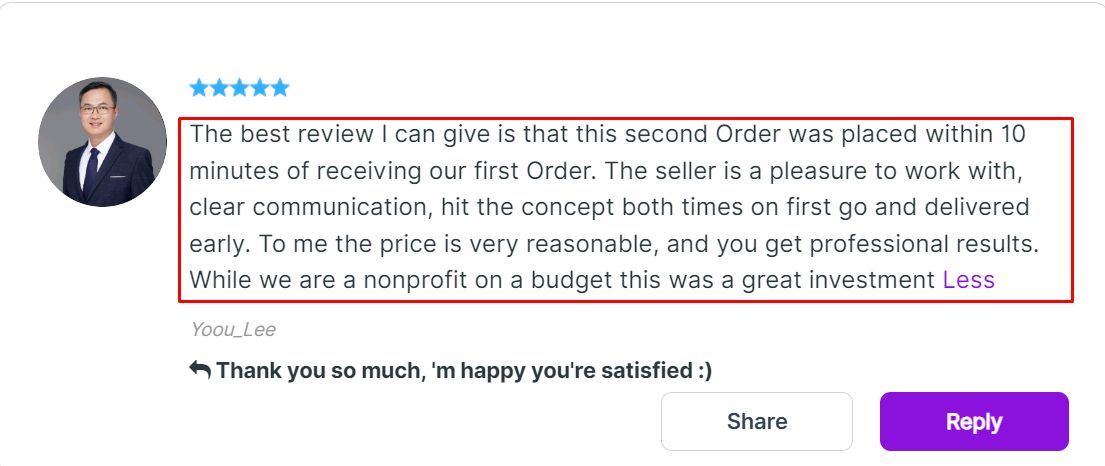 The best review I can give is that this second Order was placed within 10
minutes of receiving our first Order. The seller is a pleasure to work with,
clear communication, hit the concept both times on first go and delivered
early. To me the price is very reasonable, and you get professional results.
While we are a nonprofit on a budget this was a great investment Less
Yoou_Lee
Thank you so much, 'm happy you're satisfied :)
Share
Reply